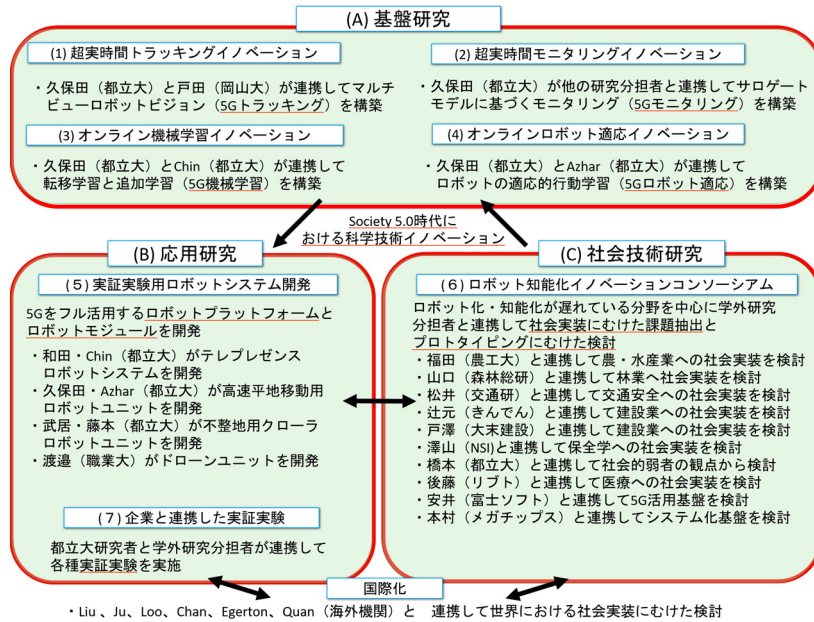 (A) 基盤研究
(1) 超実時間トラッキングイノベーション
・久保田（都立大）と戸田（岡山大）が連携してマルチ
ビューロボットビジョン（5Gトラッキング）を構築
(2) 超実時間モニタリングイノベーション
・久保田（都立大）が他の研究分担者と連携してサロゲート
モデルに基づくモニタリング（5Gモニタリング）を構築
(3) オンライン機械学習イノベーション
・久保田（都立大）とChin（都立大）が連携して
転移学習と追加学習（5G機械学習）を構築
(4) オンラインロボット適応イノベーション
・久保田（都立大）とAzhar（都立大）が連携して
ロボットの適応的行動学習（5Gロボット適応）を構築
Society 5.0時代に
おける科学技術イノベーション
(B) 応用研究
(５) 実証実験用ロボットシステム開発
5Gをフル活用するロボットプラットフォームと
ロボットモジュールを開発
・和田・Chin（都立大）がテレプレゼンス
ロボットシステムを開発
・久保田・Azhar（都立大）が高速平地移動用
ロボットユニットを開発
・武居・藤本（都立大）が不整地用クローラ
ロボットユニットを開発
・渡邉（職業大）がドローンユニットを開発
(７) 企業と連携した実証実験
都立大研究者と学外研究分担者が連携して
各種実証実験を実施
(C) 社会技術研究
(６) ロボット知能化イノベーションコンソーシアム
ロボット化・知能化が遅れている分野を中心に学外研究
分担者と連携して社会実装にむけた課題抽出と
プロトタイピングにむけた検討
・福田（農工大）と連携して農・水産業への社会実装を検討
・山口（森林総研）と連携して林業へ社会実装を検討
・松井（交通研）と連携して交通安全への社会実装を検討
・辻元（きんでん）と連携して建設業への社会実装を検討
・戸澤（大末建設）と連携して建設業への社会実装を検討
・澤山（NSI)と連携して保全学への社会実装を検討
・橋本（都立大）と連携して社会的弱者の観点から検討
・後藤（リブト）と連携して医療への社会実装を検討
・安井（富士ソフト）と連携して5G活用基盤を検討
・本村（メガチップス）と連携してシステム化基盤を検討
国際化
・Liu 、Ju、Loo、Chan、Egerton、Quan（海外機関）と　連携して世界における社会実装にむけた検討